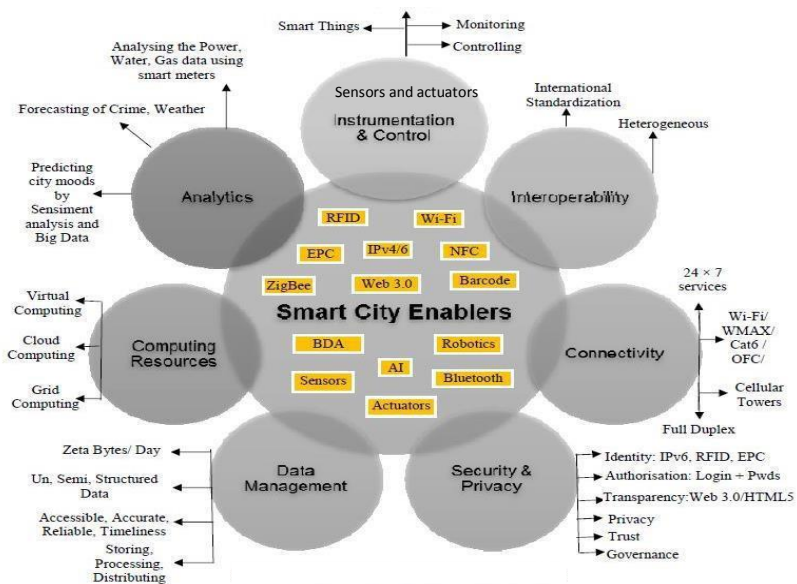 Smart Things
Monitoring
Controlling
Analysing the Power,
Water, Gas data using
smart meters
Forecasting of Crime, Weather
Predicting
city moods
by
Sensiment
analysis and
Big Data
Analytics
Sensors and actuators
Instrumentation
& Control
International
Standardization
Heterogeneous
Interoperability
RFID
Wi-Fi
EPC
IPv4/6
NFC
ZigBee
Web 3.0
Barcode
Smart City Enablers
BDA
Robotics
AI
Sensors
Bluetooth
Actuators
Virtual
Computing
Cloud
Computing
Grid
Computing
Computing
Resources
24 × 7
services
Wi-Fi/
WMAX/
Cat6 /
OFC/
Cellular
Towers
Full Duplex
Connectivity
Zeta Bytes/ Day
Un, Semi, Structured
Data
Accessible, Accurate,
Reliable, Timeliness
Storing,
Processing,
Distributing
Data
Management
Security &
Privacy
Identity: IPv6, RFID, EPC
Authorisation: Login + Pwds
Transparency:Web 3.0/HTML5
Privacy
Trust
Governance